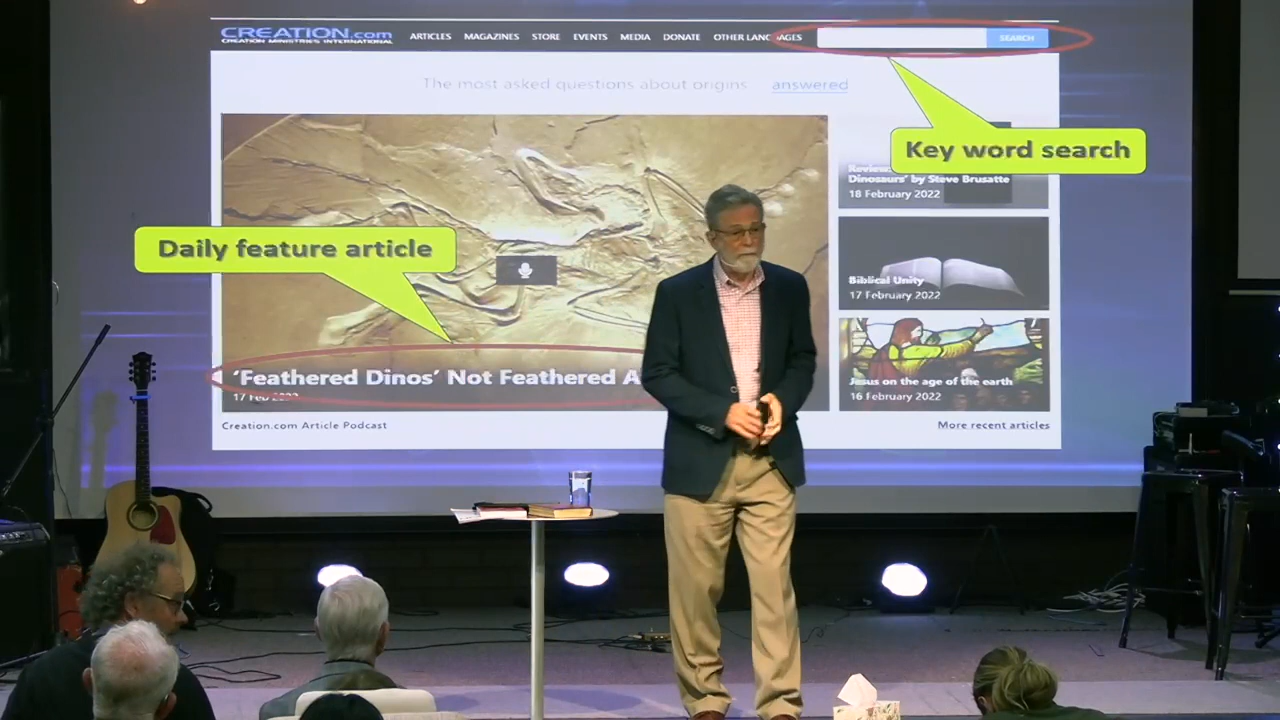 CREATION.com
CREATION MINISTRIES INTERNATIONAL
ARTICLES MAGAZINES STORE EVENTS MEDIA DONATE OTHER LANGUAGES
SEARCH
The most asked questions about origins answered
Key word search
Daily feature article
Dinosaurs' by Steve Brusatte
18 February 2022
Biblical Unity
17 February 2022
Jesus on the age of the earth
16 February 2022
'Feathered Dinos' Not Feathered A
17 Feb 2022
Creation.com Article Podcast
More recent articles